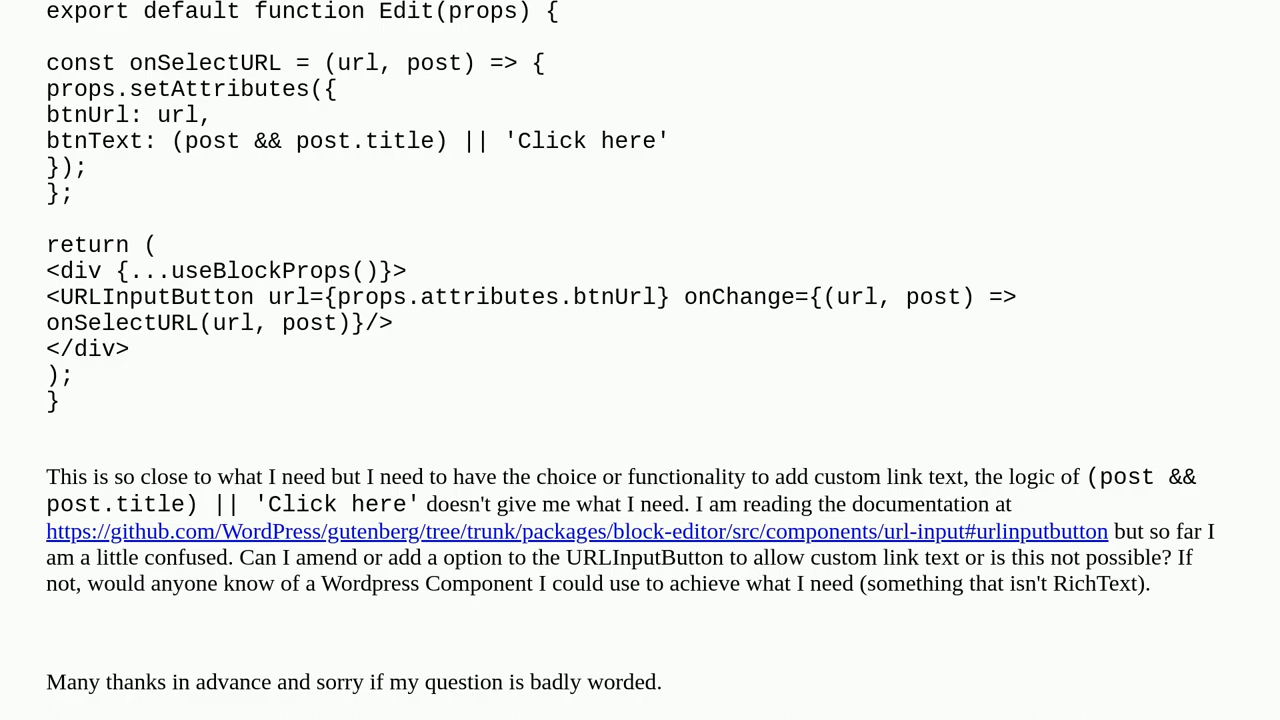 export default function Edit(props) {
const onSelectURL = (url, post) => {
props.setAttributes({
btnUrl: url,
btnText: (post && post.title) || 'Click here'
});
};
return (
<div {...useBlockProps()}>
<URLInputButton url={props.attributes.btnUrl} onChange={(url, post) =>
onSelectURL(url, post)}/>
</div>
);
}
This is so close to what I need but I need to have the choice or functionality to add custom link text, the logic of (post &&
post.title) || 'Click here' doesn't give me what I need. I am reading the documentation at
https://github.com/WordPress/gutenberg/tree/trunk/packages/block-editor/src/components/url-input#urlinputbutton but so far I
am a little confused. Can I amend or add a option to the URLInputButton to allow custom link text or is this not possible? If
not, would anyone know of a Wordpress Component I could use to achieve what I need (something that isn't RichText).
Many thanks in advance and sorry if my question is badly worded.